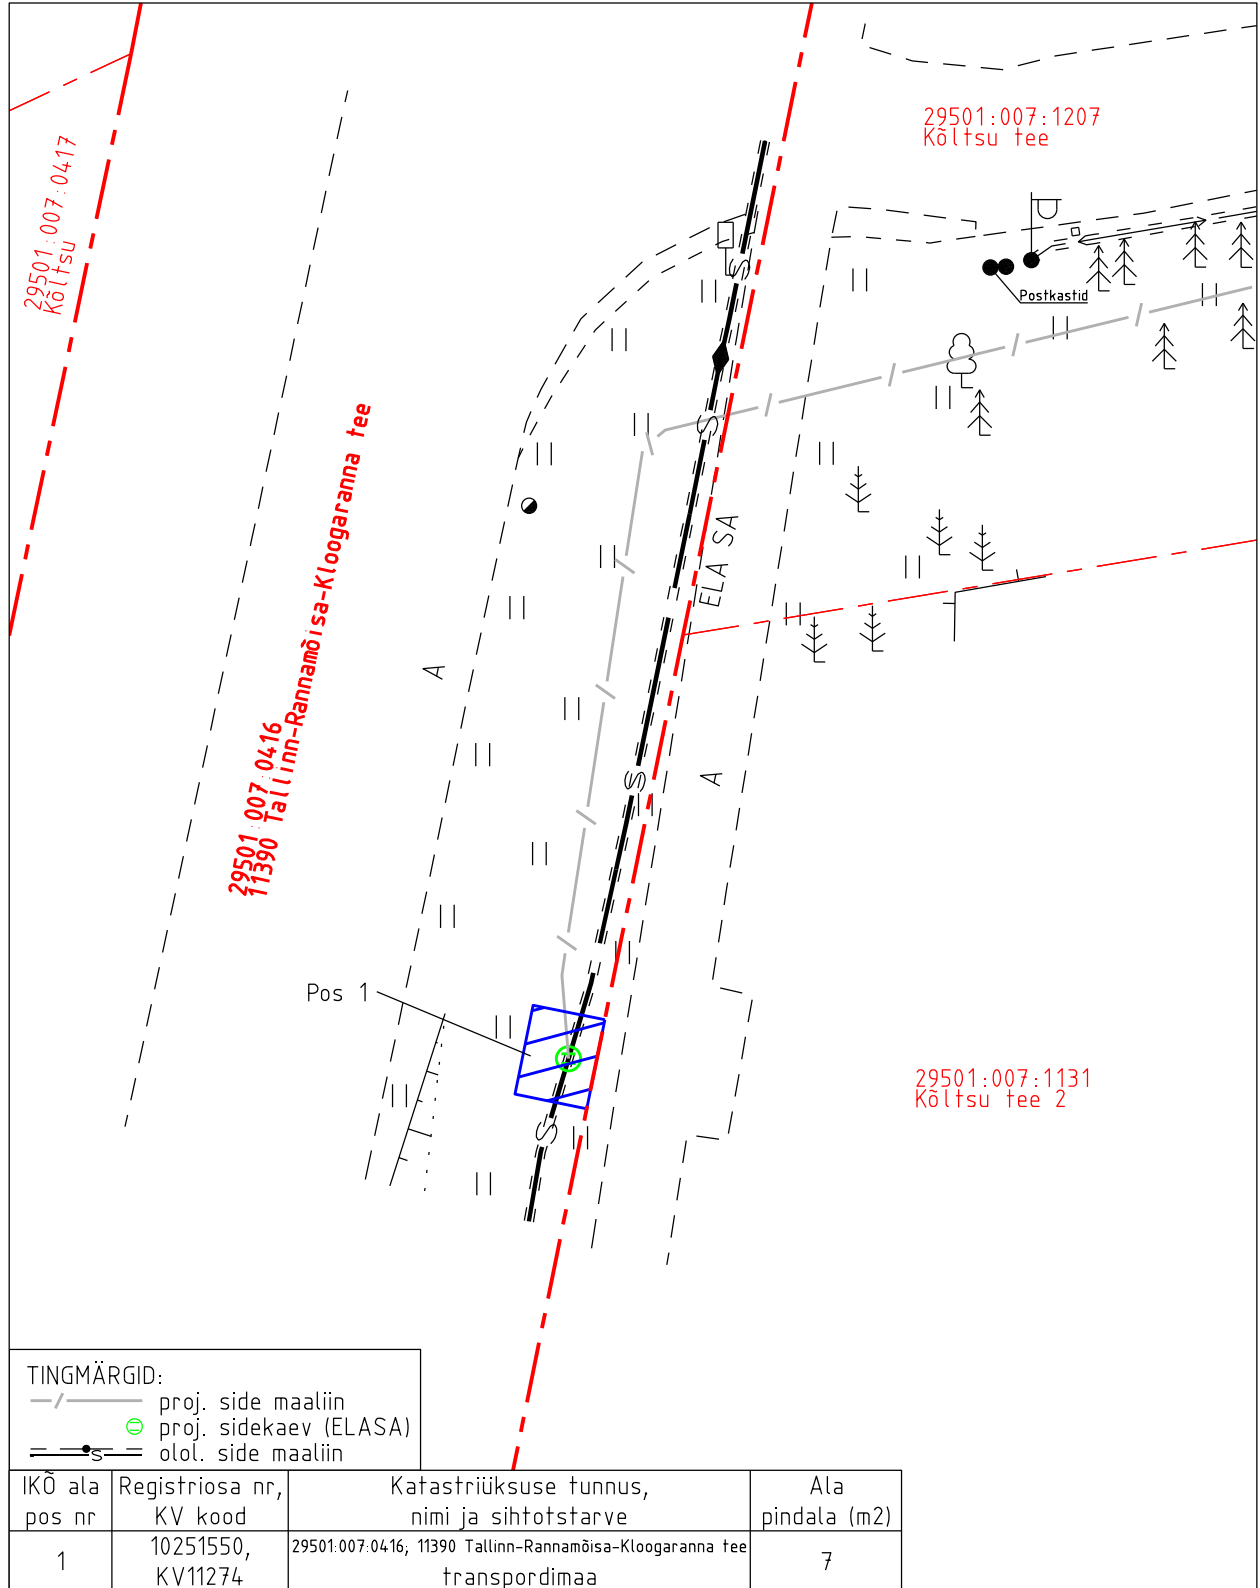 29501:007:0417
Kõltsu
29501:007:1207
Kõltsu tee
Postkastid
S
S
ELA SA
29501:007:0416
11390 Tallinn-Rannamõisa-Kloogaranna tee
A
A
S
Pos 1
29501:007:1131
Kõltsu tee 2
S
TINGMÄRGID:
proj. side maaliin
proj. sidekaev (ELASA)
S
olol. side maaliin
IKÕ ala
pos nr
Registriosa nr,
KV kood
Katastriüksuse tunnus,
nimi ja sihtotstarve
Ala
pindala (m2)
1
10251550,
KV11274
29501:007:0416; 11390 Tallinn-Rannamõisa-Kloogaranna tee
transpordimaa
7